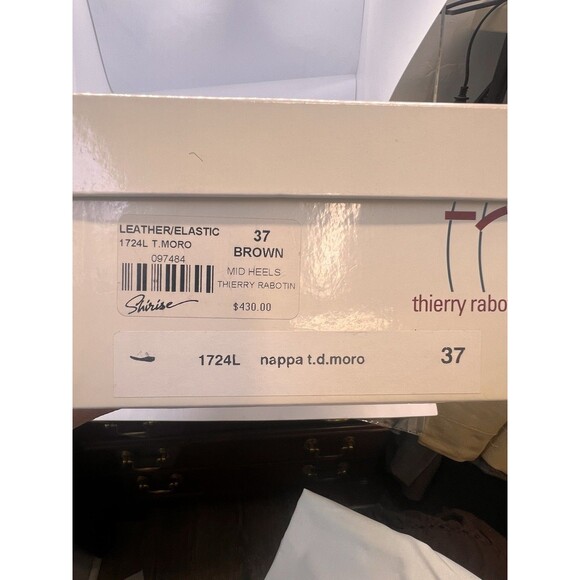 LEATHER/ELASTIC 37
1724L T.MORO BROWN
097484
MID HEELS
THIERRY RABOTIN
Shirise
$430.00
thierry rabo
1724L nappa t.d.moro 37